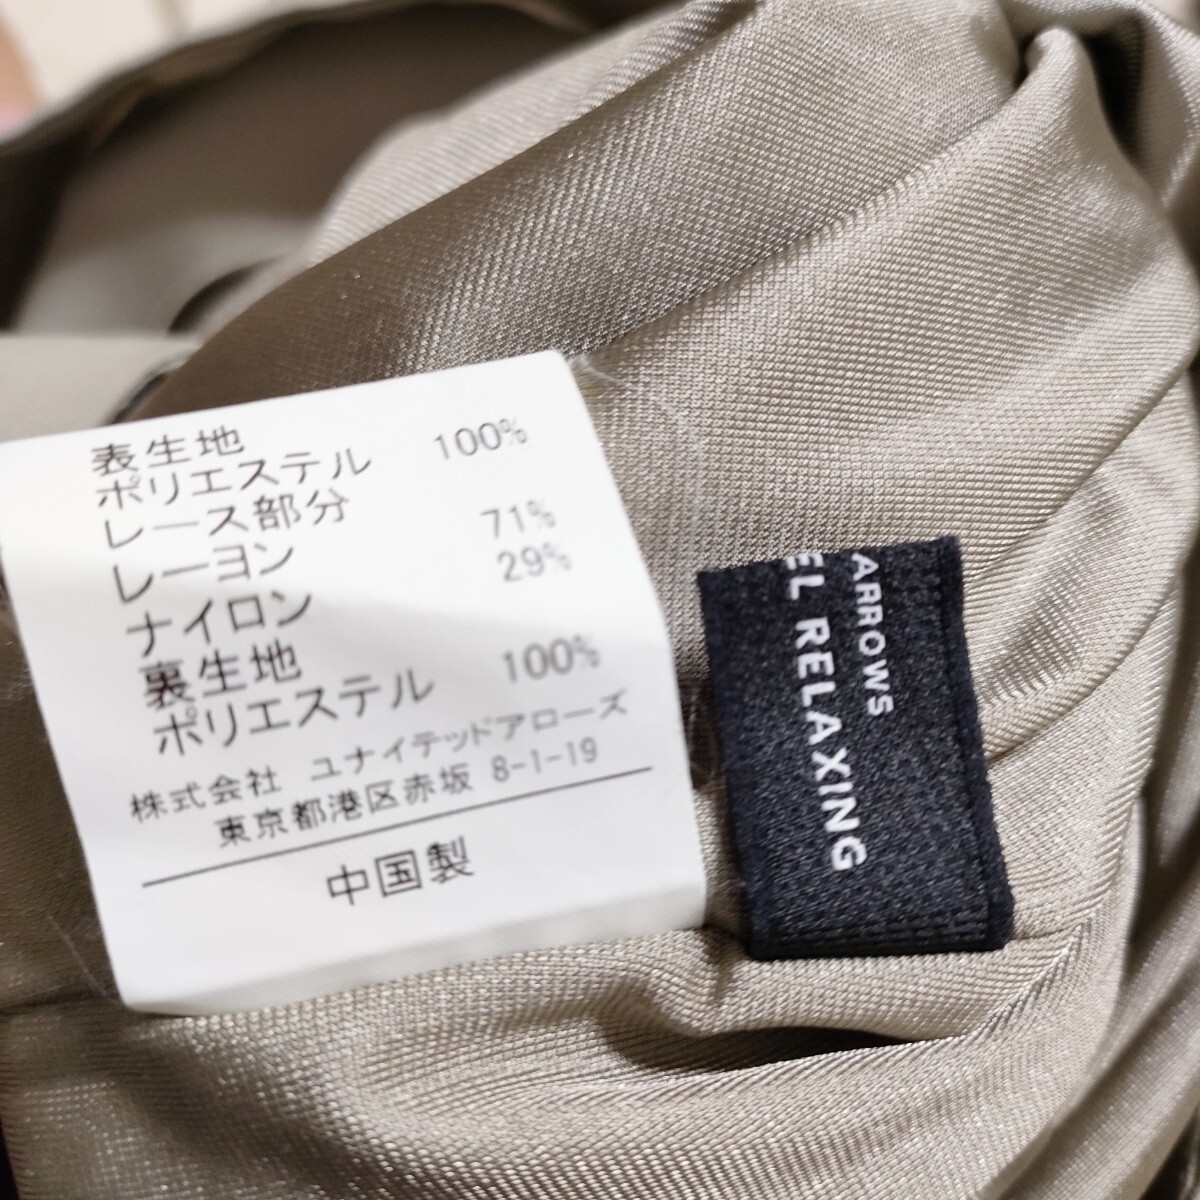 表生地
ポリエステル 100%
レース部分
レーヨン 71%
ナイロン 29%
裏生地
ポリエステル 100%
株式会社 ユナイテッドアローズ
東京都港区赤坂 8-1-19
中国製
ARROWS
EL RELAXING